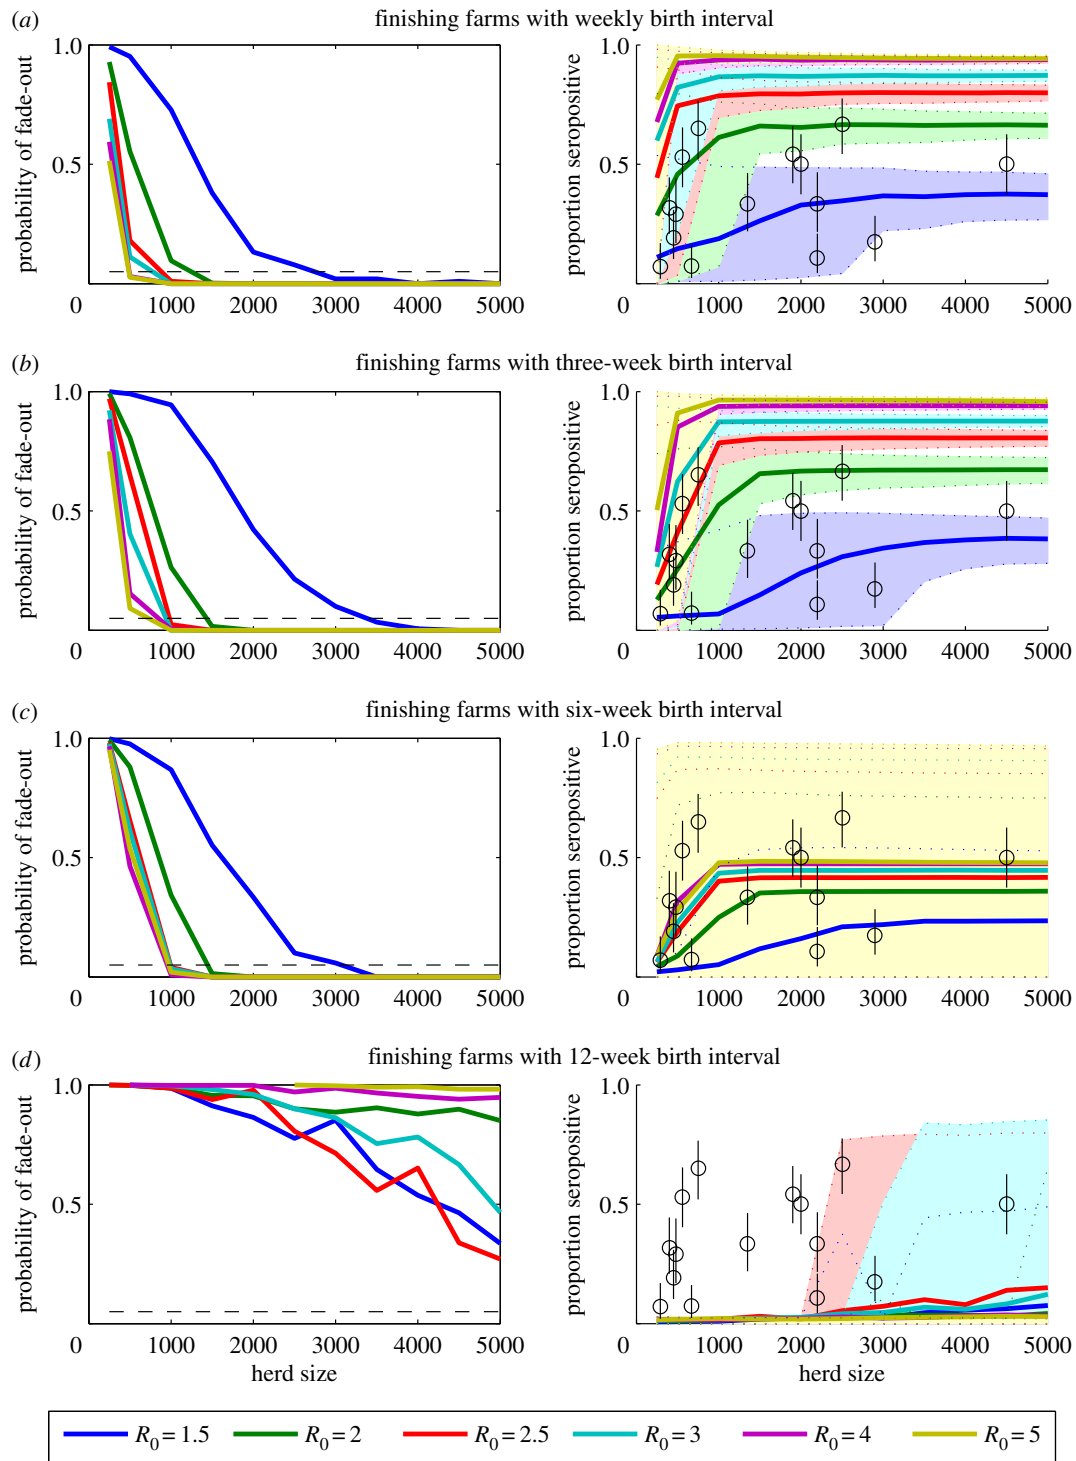 (a) finishing farms with weekly birth interval
probability of fade-out
1.0
0.5
0 1000 2000 3000 4000 5000
proportion seropositive
1.0
0.5
0 1000 2000 3000 4000 5000
(b) finishing farms with three-week birth interval
probability of fade-out
1.0
0.5
0 1000 2000 3000 4000 5000
proportion seropositive
1.0
0.5
0 1000 2000 3000 4000 5000
(c) finishing farms with six-week birth interval
probability of fade-out
1.0
0.5
0 1000 2000 3000 4000 5000
proportion seropositive
1.0
0.5
0 1000 2000 3000 4000 5000
(d) finishing farms with 12-week birth interval
probability of fade-out
1.0
0.5
0 1000 2000 3000 4000 5000
herd size
proportion seropositive
1.0
0.5
0 1000 2000 3000 4000 5000
herd size
R0 = 1.5 R0 = 2 R0 = 2.5 R0 = 3 R0 = 4 R0 = 5